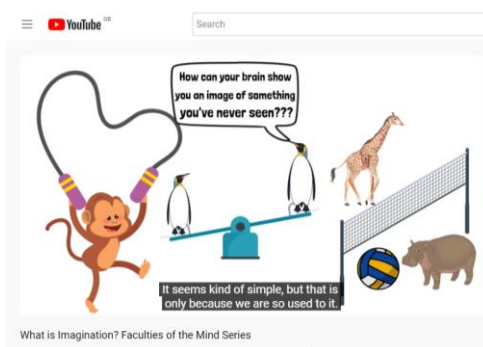 YouTube GB
Search
How can your brain show
you an image of something
you've never seen???
It seems kind of simple, but that is
only because we are so used to it.
What is Imagination? Faculties of the Mind Series